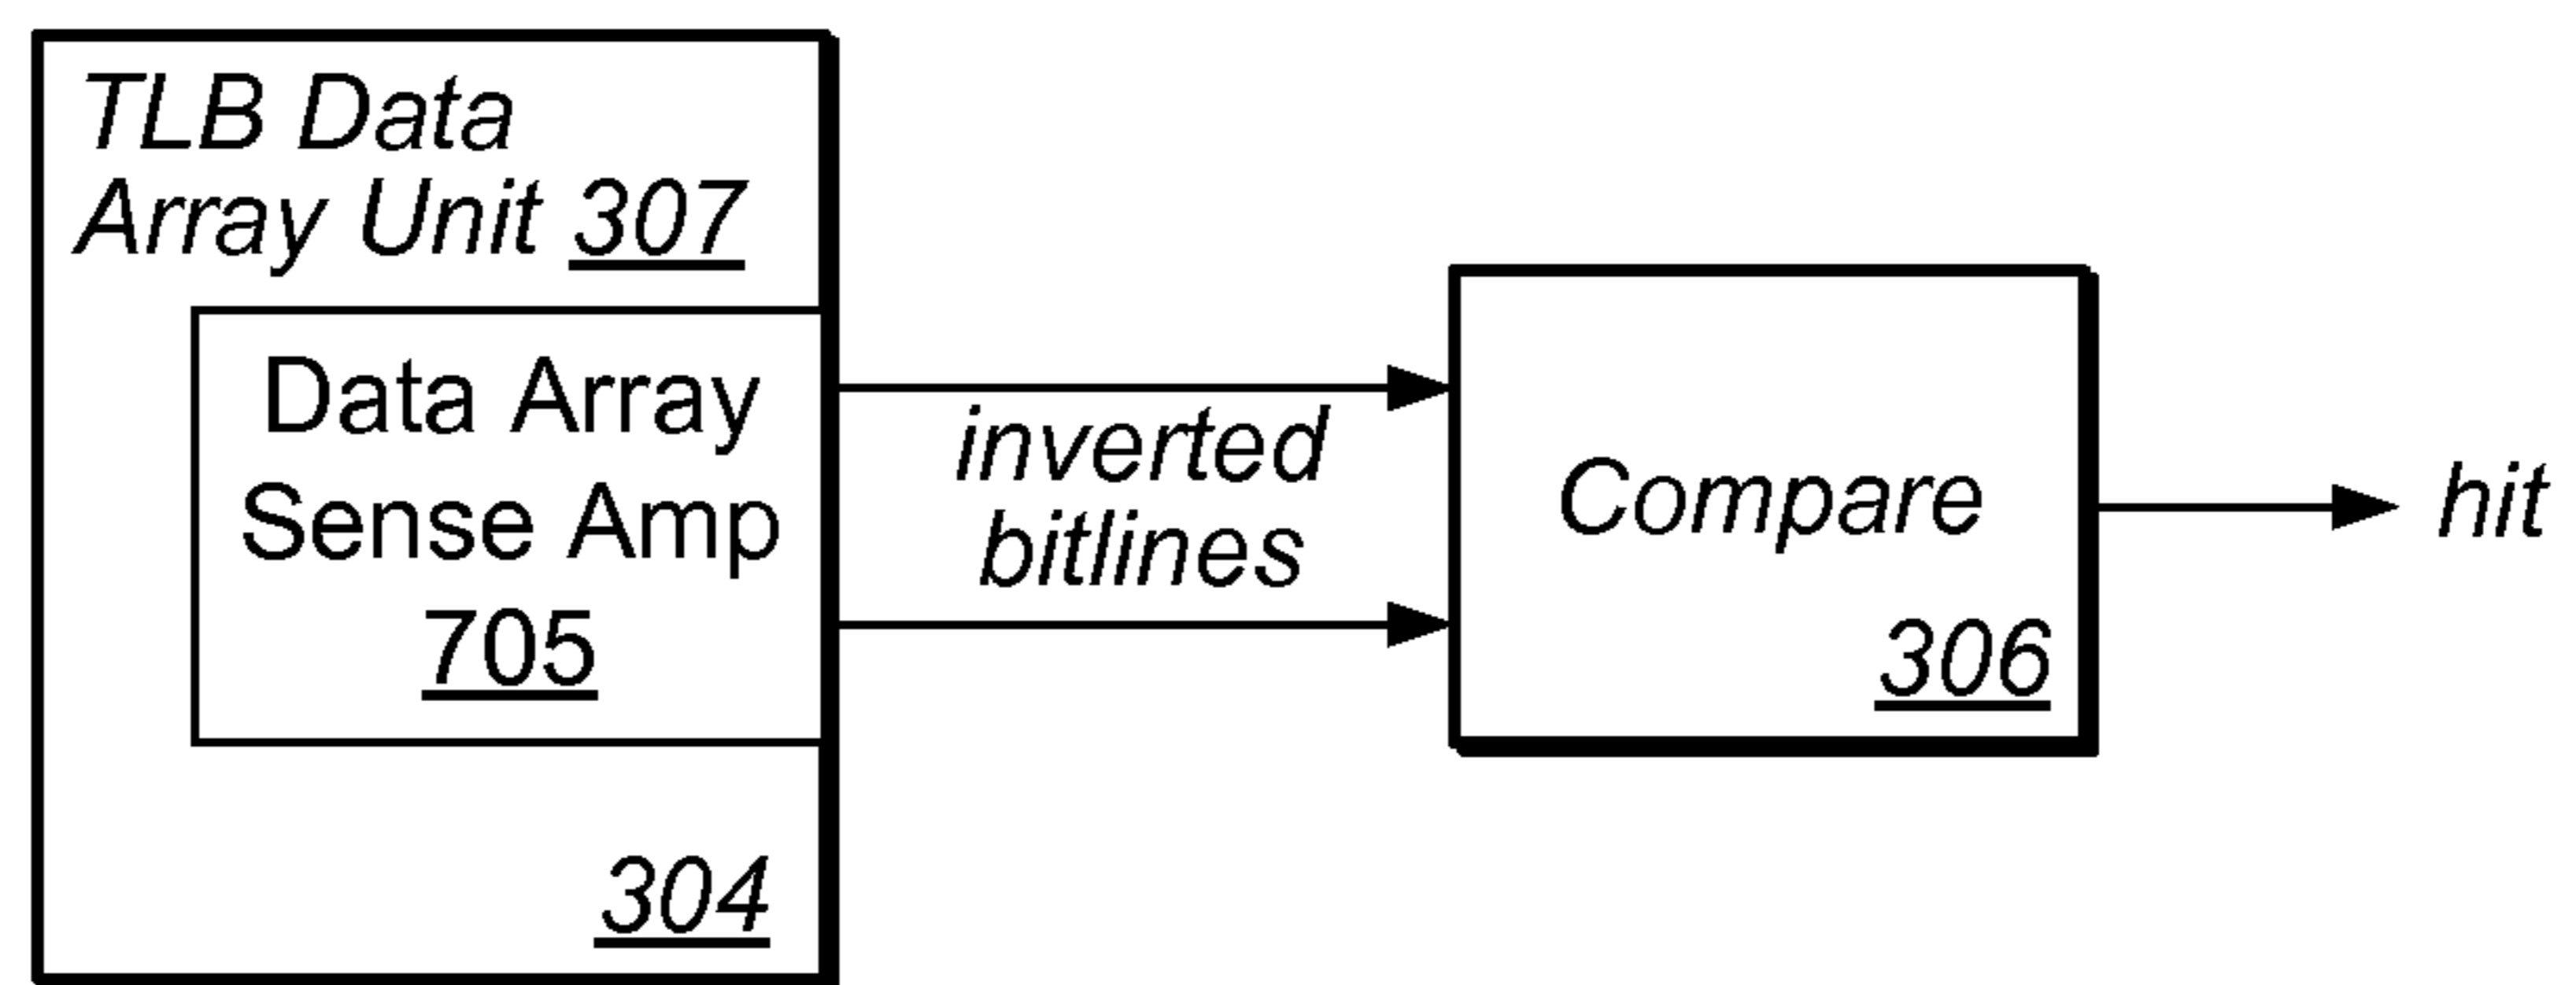 TLB Data
Array Unit 307
Data Array
Sense Amp
705
304
inverted
bitlines
Compare
306
hit